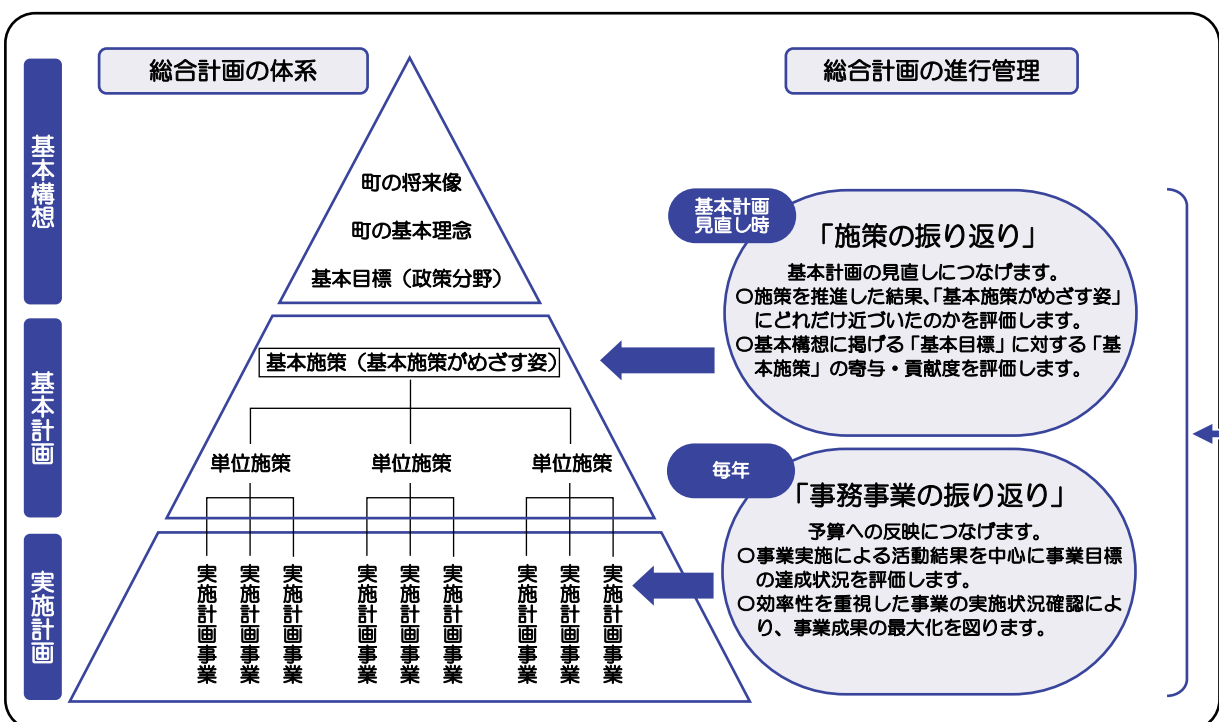 総合計画の体系
総合計画の進行管理
基本構想
町の将来像
町の基本理念
基本目標（政策分野）
基本計画
基本施策（基本施策がめざす姿）
単位施策
単位施策
単位施策
実施計画
実施計画事業
実施計画事業
実施計画事業
実施計画事業
実施計画事業
実施計画事業
実施計画事業
実施計画事業
実施計画事業
基本計画
見直し時
「施策の振り返り」
基本計画の見直しにつなげます。
○施策を推進した結果、「基本施策がめざす姿」
にどれだけ近づいたのかを評価します。
○基本構想に掲げる「基本目標」に対する「基
本施策」の寄与・貢献度を評価します。
毎年
「事務事業の振り返り」
予算への反映につなげます。
○事業実施による活動結果を中心に事業目標
の達成状況を評価します。
○効率性を重視した事業の実施状況確認によ
り、事業成果の最大化を図ります。